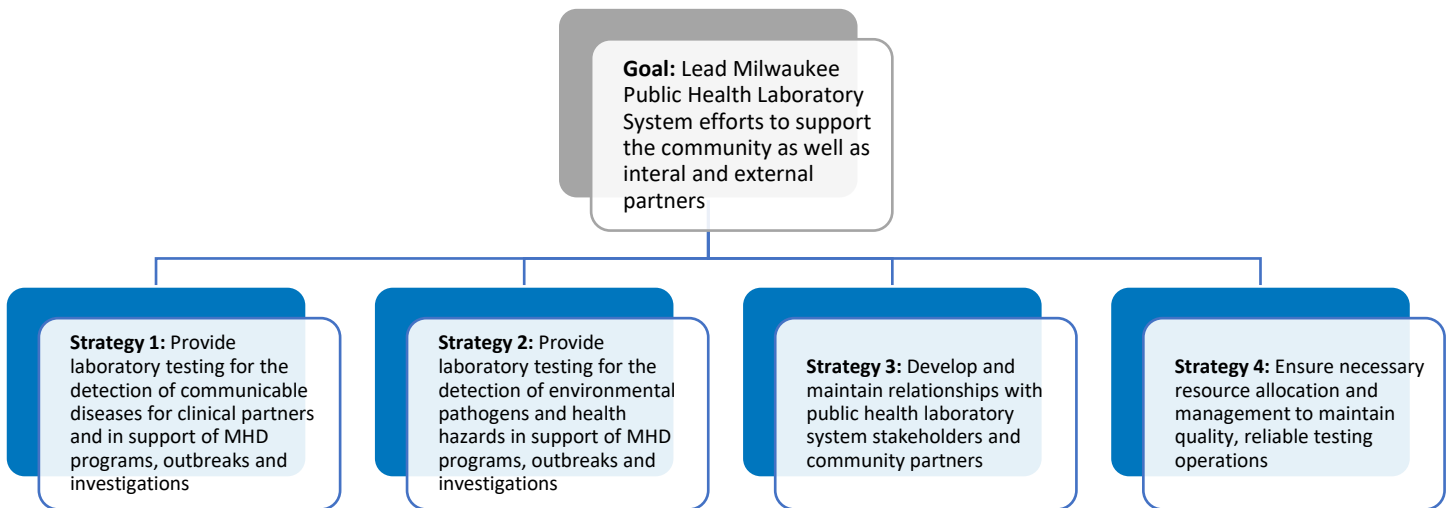 Goal: Lead Milwaukee
Public Health Laboratory
System efforts to support
the community as well as
interal and external
partners
Strategy 1: Provide
laboratory testing for the
detection of communicable
diseases for clinical partners
and in support of MHD
programs, outbreaks and
investigations
Strategy 2: Provide
laboratory testing for the
detection of environmental
pathogens and health
hazards in support of MHD
programs, outbreaks and
investigations
Strategy 3: Develop and
maintain relationships with
public health laboratory
system stakeholders and
community partners
Strategy 4: Ensure necessary
resource allocation and
management to maintain
quality, reliable testing
operations